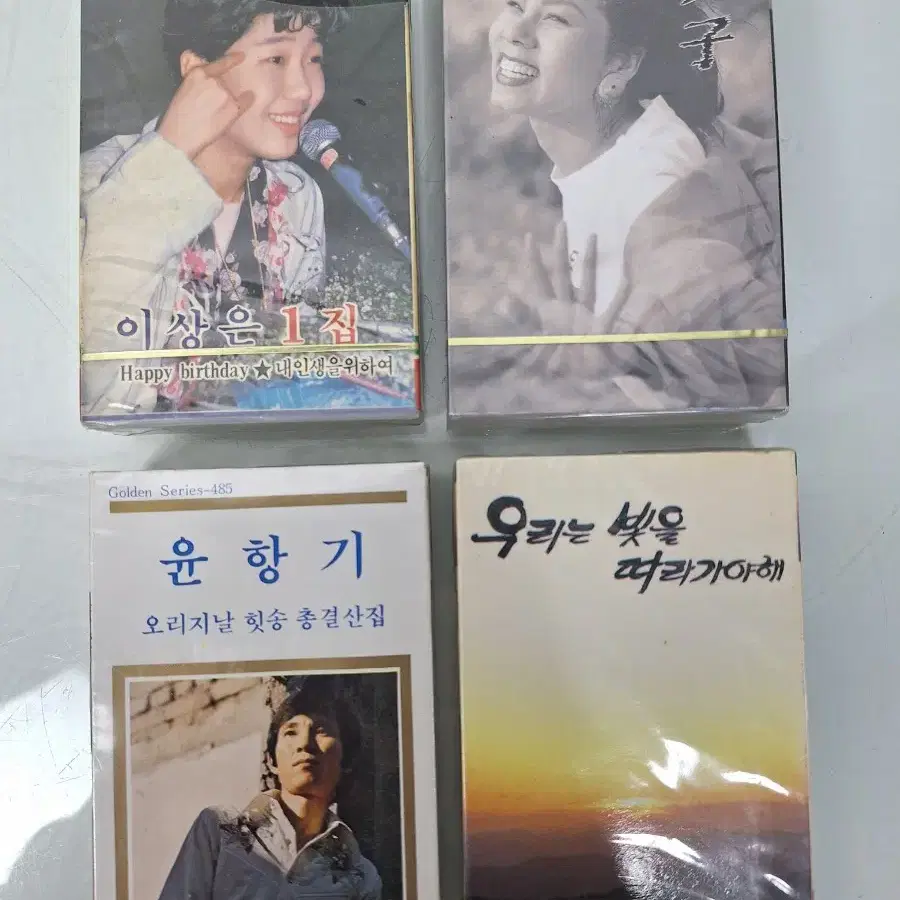 이상은 1집
Happy birthday ★ 내인생을위하여
Golden Series-485
윤항기
오리지날 힛송 총결산집
우리는 빛을
따라가야해